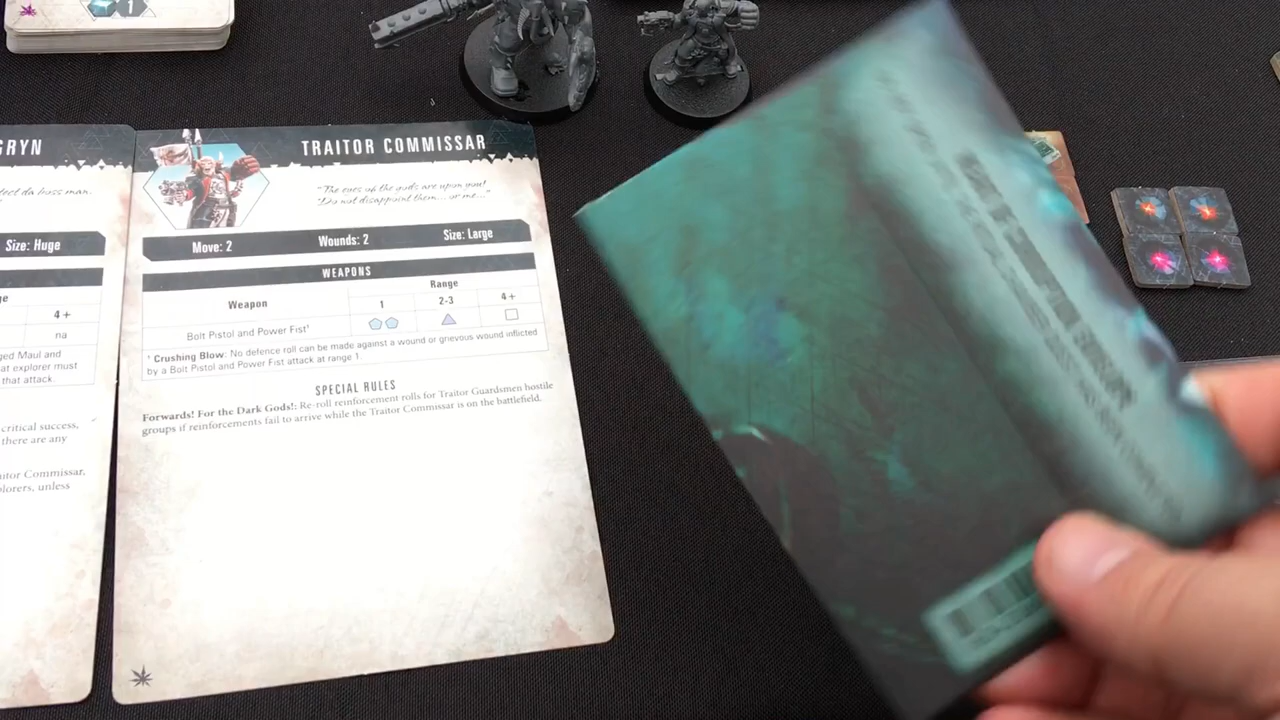 1
GRYN
Size: Huge
4+
na
ged Maul and
at explorer must
that attack.
critical success,
there are any
Commissar,
unless
TRAITOR COMMISSAR
"The eyes of the gods are upon you!
Do not disappoint them... or me..."
Move: 2 Wounds: 2 Size: Large
WEAPONS
Range
Weapon 1 2-3 4+
Bolt Pistol and Power Fist¹
¹ Crushing Blow: No defence roll can be made against a wound or grievous wound inflicted
by a Bolt Pistol and Power Fist attack at range 1.
SPECIAL RULES
Forwards! For the Dark Gods!: Re-roll reinforcement rolls for Traitor Guardsmen hostile
groups if reinforcements fail to arrive while the Traitor Commissar is on the battlefield.